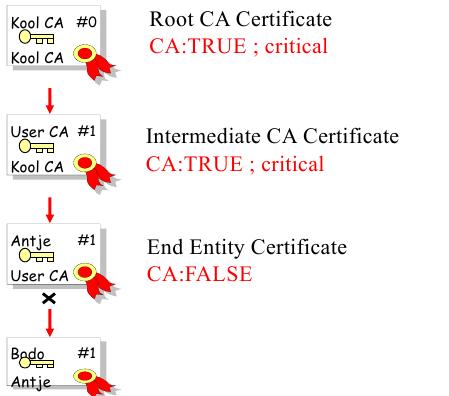 Kool CA #0
Kool CA
Root CA Certificate
CA:TRUE ; critical
User CA #1
Kool CA
Intermediate CA Certificate
CA:TRUE ; critical
Antje #1
User CA
End Entity Certificate
CA:FALSE
Bodo #1
Antje